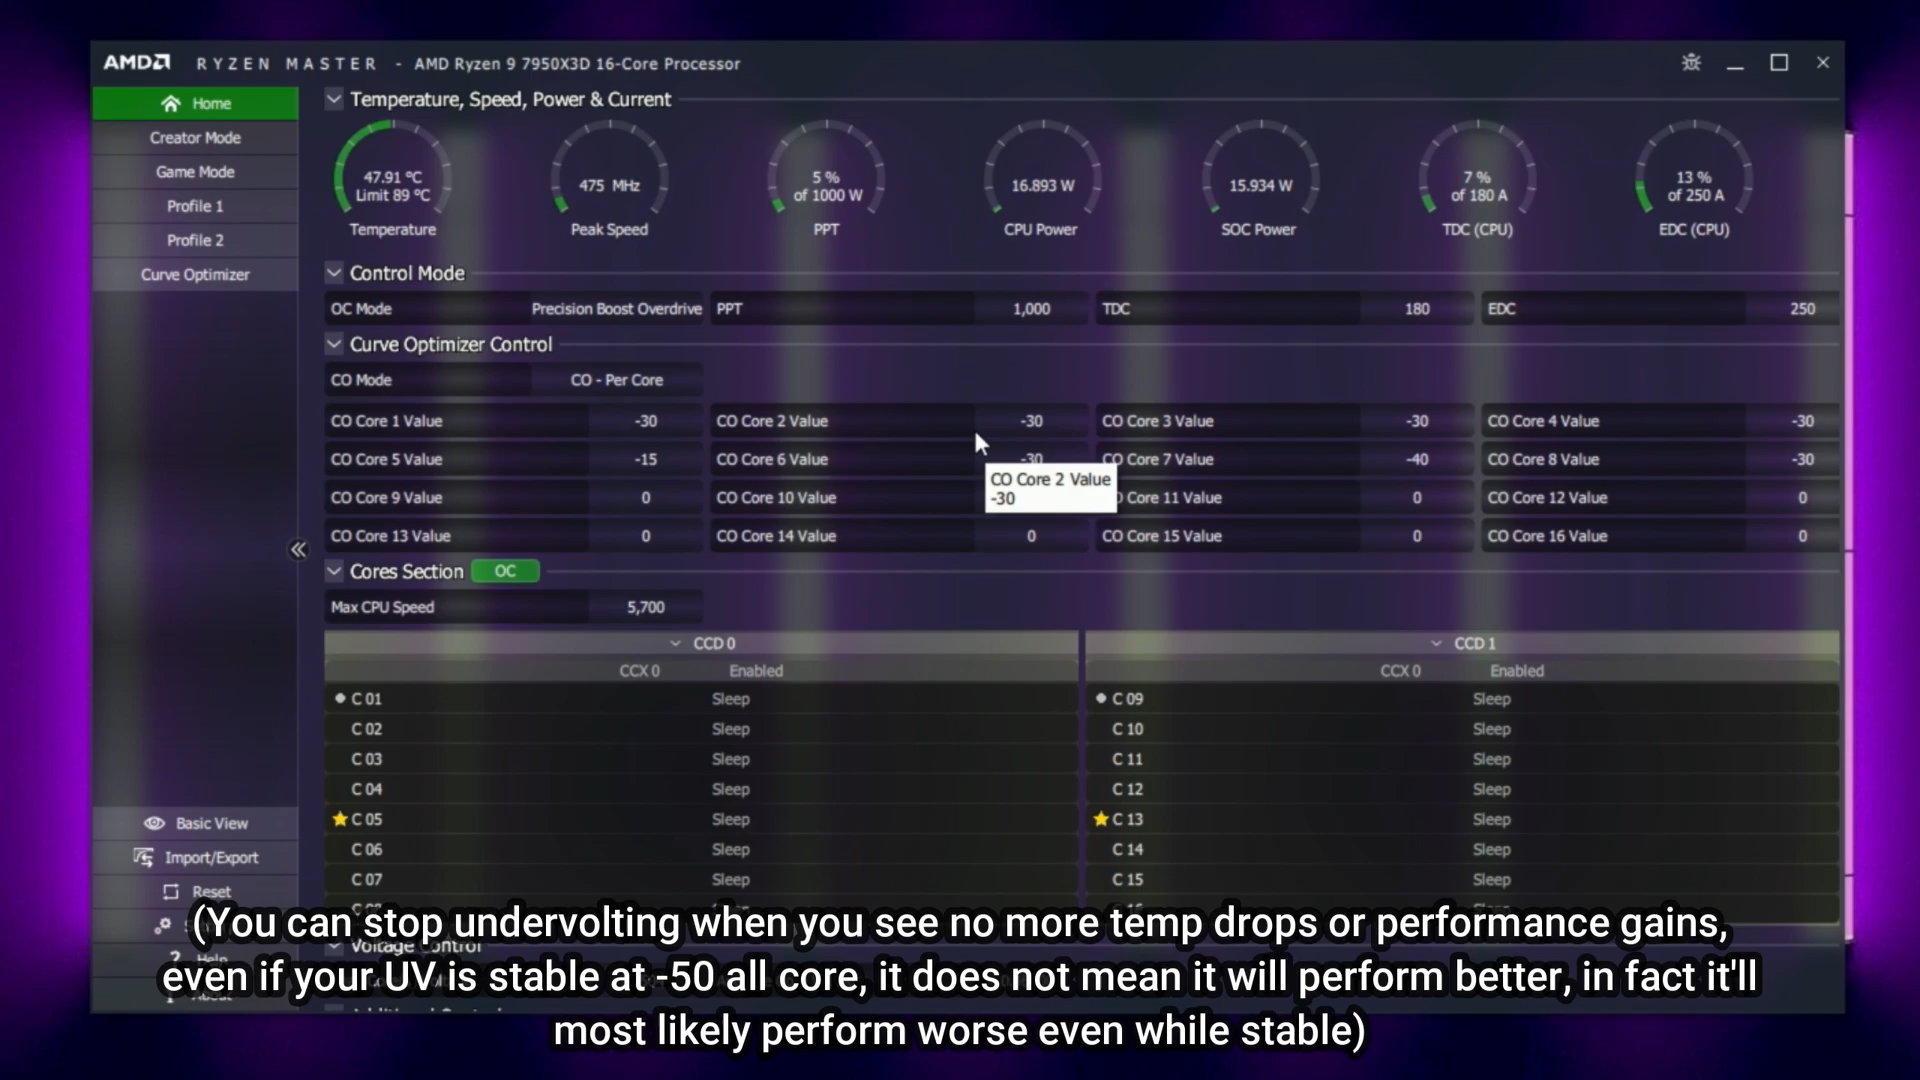 AMD RYZEN MASTER - AMD Ryzen 9 7950X3D 16-Core Processor
Home
Creator Mode
Game Mode
Profile 1
Profile 2
Curve Optimizer
Basic View
Import/Export
Reset
Help
About
Temperature, Speed, Power & Current
47.91 °C
Limit 89 °C
Temperature
475 MHz
Peak Speed
5 %
of 1000 W
PPT
16.893 W
CPU Power
15.934 W
SOC Power
7 %
of 180 A
TDC (CPU)
13 %
of 250 A
EDC (CPU)
Control Mode
OC Mode Precision Boost Overdrive PPT 1,000 TDC 180 EDC 250
Curve Optimizer Control
CO Mode CO - Per Core
CO Core 1 Value -30 CO Core 2 Value -30 CO Core 3 Value -30 CO Core 4 Value -30
CO Core 5 Value -15 CO Core 6 Value -30 CO Core 7 Value -40 CO Core 8 Value -30
CO Core 9 Value 0 CO Core 10 Value Core 11 Value 0 CO Core 12 Value 0
CO Core 13 Value 0 CO Core 14 Value 0 CO Core 15 Value 0 CO Core 16 Value 0
CO Core 2 Value
-30
Cores Section OC
Max CPU Speed 5,700
CCD 0 CCD 1
CCX 0 Enabled CCX 0 Enabled
C 01 Sleep C 09 Sleep
C 02 Sleep C 10 Sleep
C 03 Sleep C 11 Sleep
C 04 Sleep C 12 Sleep
C 05 Sleep C 13 Sleep
C 06 Sleep C 14 Sleep
C 07 Sleep C 15 Sleep
Voltage Control
(You can stop undervolting when you see no more temp drops or performance gains,
even if your UV is stable at -50 all core, it does not mean it will perform better, in fact it'll
most likely perform worse even while stable)